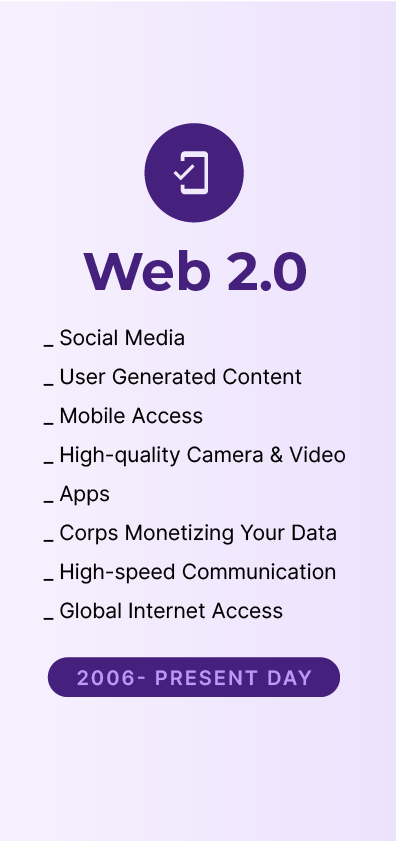 Web 2.0
_ Social Media
_ User Generated Content
_ Mobile Access
_ High-quality Camera & Video
_ Apps
_ Corps Monetizing Your Data
_ High-speed Communication
_ Global Internet Access
2006- PRESENT DAY